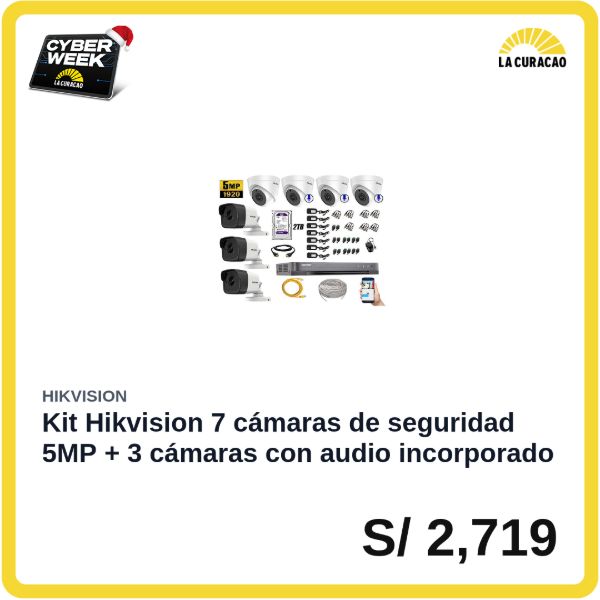 CYBER
WEEK
LA CURACAO
LA CURACAO
5MP
1920
2TB
HIKVISION
Kit Hikvision 7 cámaras de seguridad
5MP + 3 cámaras con audio incorporado
S/ 2,719